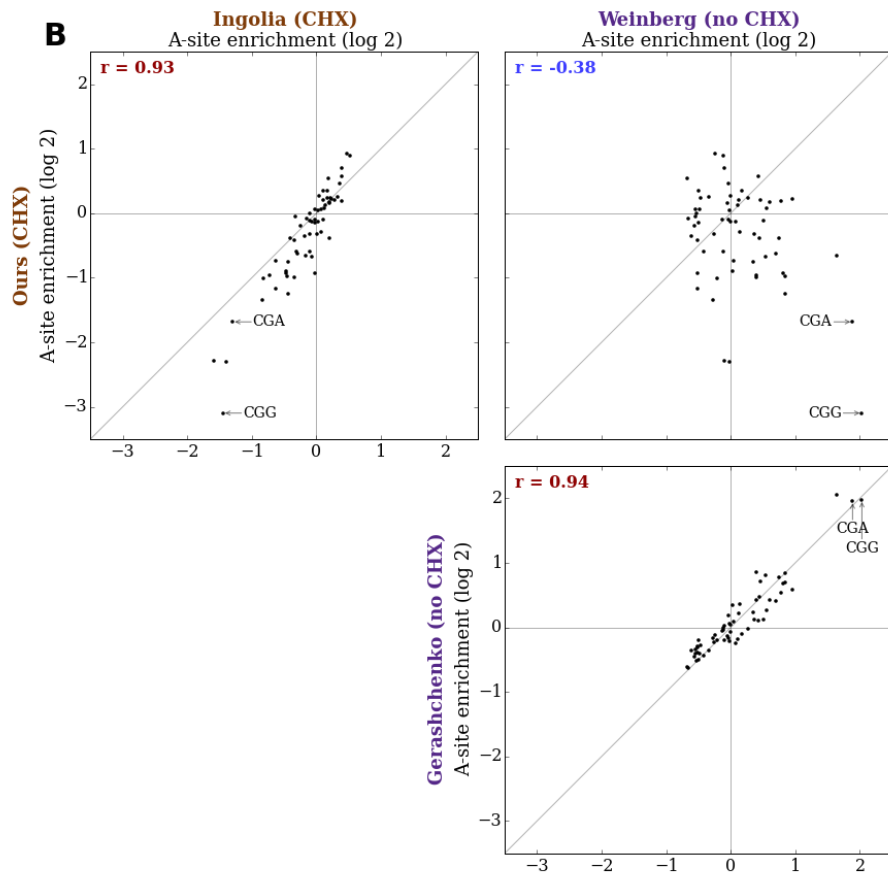 B
Ingolia (CHX)
A-site enrichment (log 2)
Weinberg (no CHX)
A-site enrichment (log 2)
Ours (CHX)
A-site enrichment (log 2)
r = 0.93
2
1
0
−1
−2
−3
CGA
CGG
−3 −2 −1 0 1 2
r = -0.38
CGA
CGG
Gerashchenko (no CHX)
A-site enrichment (log 2)
r = 0.94
2
1
0
−1
−2
−3
CGA
CGG
−3 −2 −1 0 1 2